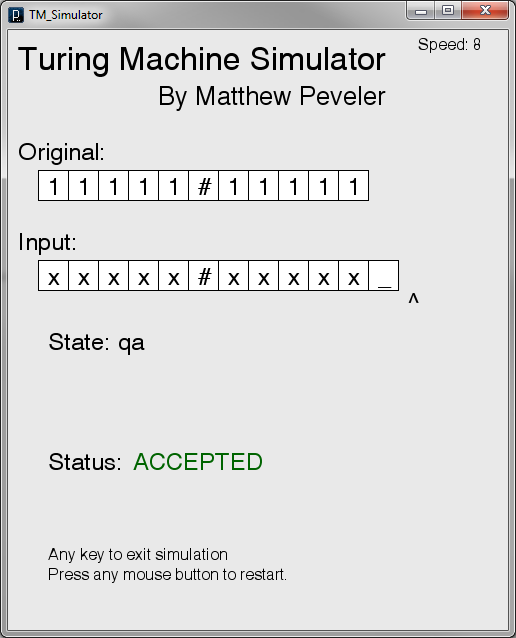 TM_Simulator
Speed: 8
Turing Machine Simulator
By Matthew Peveler
Original:
1 1 1 1 1 # 1 1 1 1 1
Input:
x x x x x # x x x x x _
^
State: qa
Status: ACCEPTED
Any key to exit simulation
Press any mouse button to restart.